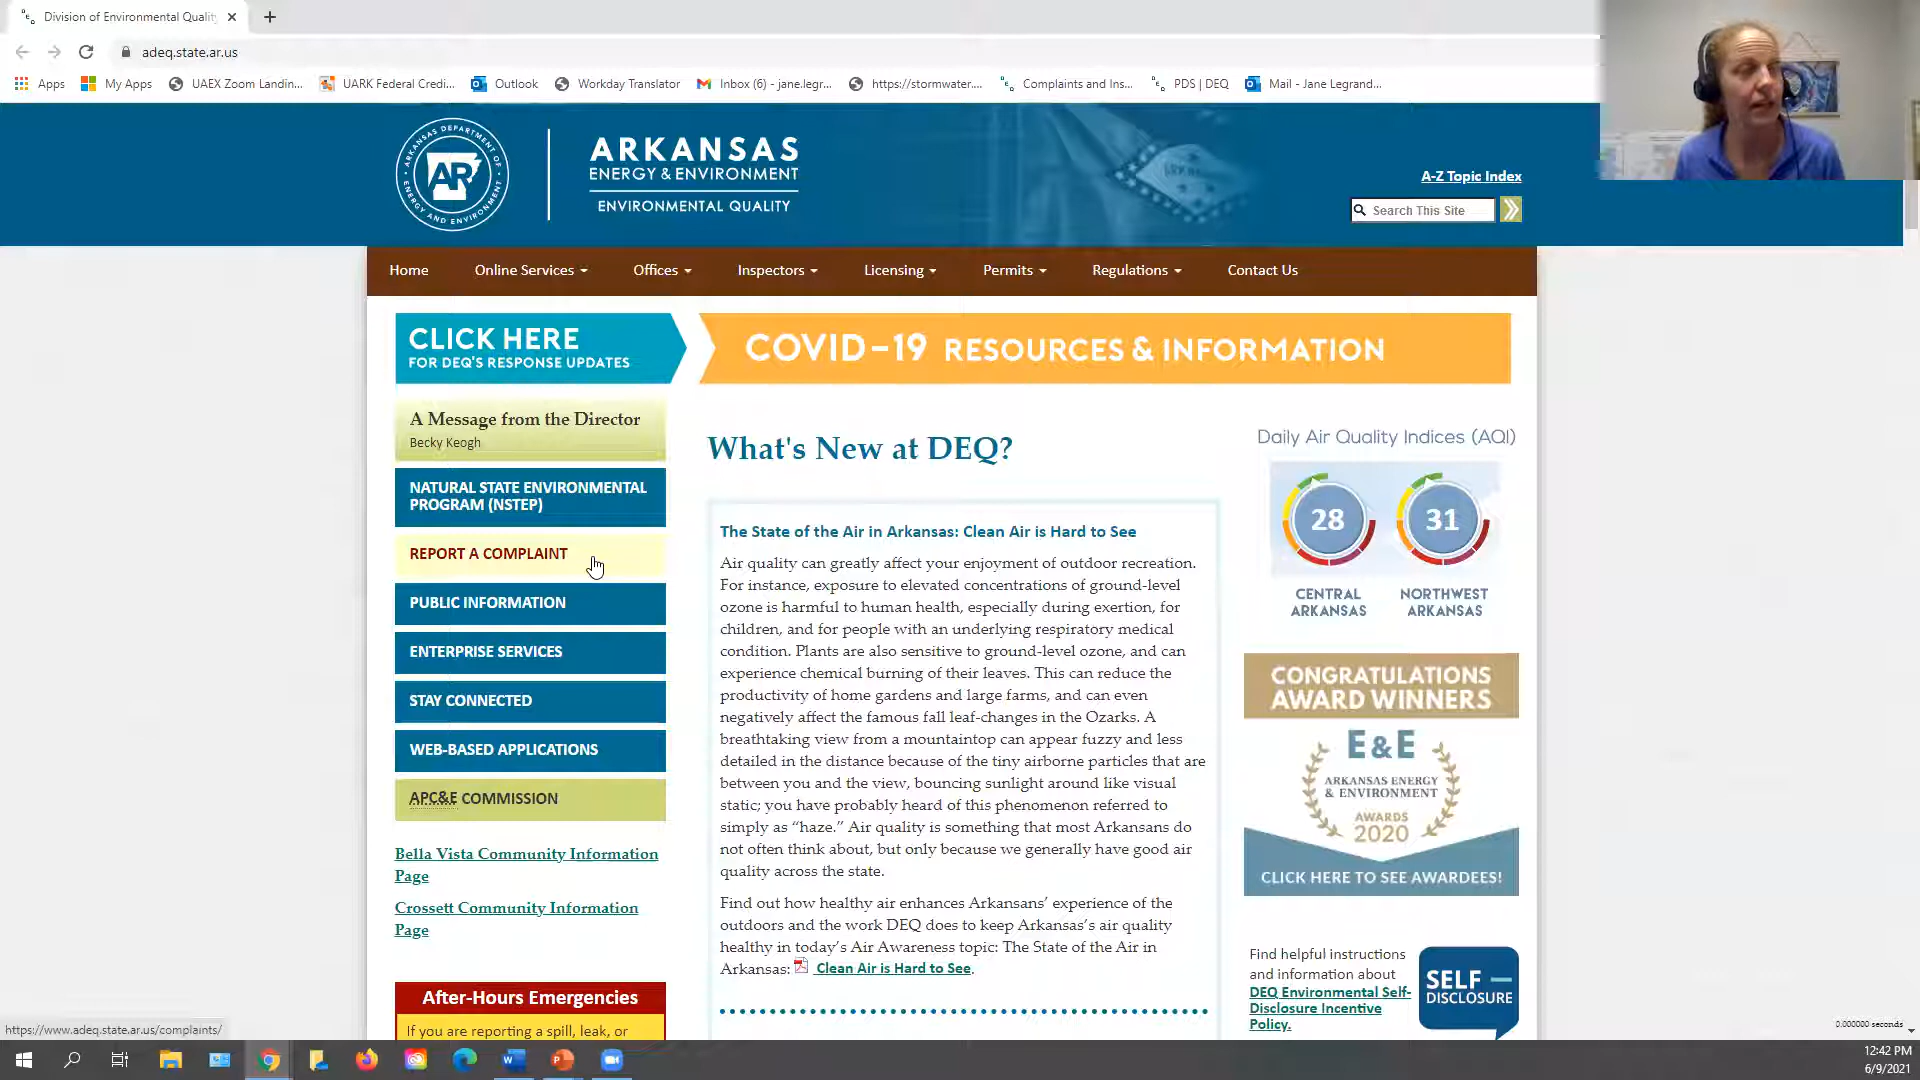 Division of Environmental Qualit
adeq.state.ar.us
Apps
My Apps
UAEX Zoom Landin...
UARK Federal Credi...
Outlook
Workday Translator
Inbox (6) - jane.legr...
https://stormwater....
Complaints and Ins...
PDS | DEQ
Mail - Jane Legrand...
ARKANSAS DEPARTMENT OF
AR
ENERGY AND ENVIRONMENT
ARKANSAS
ENERGY & ENVIRONMENT
ENVIRONMENTAL QUALITY
A-Z Topic Index
Search This Site
Home
Online Services
Offices
Inspectors
Licensing
Permits
Regulations
Contact Us
CLICK HERE
FOR DEQ'S RESPONSE UPDATES
COVID-19 RESOURCES & INFORMATION
A Message from the Director
Becky Keogh
NATURAL STATE ENVIRONMENTAL
PROGRAM (NSTEP)
REPORT A COMPLAINT
PUBLIC INFORMATION
ENTERPRISE SERVICES
STAY CONNECTED
WEB-BASED APPLICATIONS
APC&E COMMISSION
Bella Vista Community Information
Page
Crossett Community Information
Page
After-Hours Emergencies
If you are reporting a spill, leak, or
What's New at DEQ?
The State of the Air in Arkansas: Clean Air is Hard to See
Air quality can greatly affect your enjoyment of outdoor recreation.
For instance, exposure to elevated concentrations of ground-level
ozone is harmful to human health, especially during exertion, for
children, and for people with an underlying respiratory medical
condition. Plants are also sensitive to ground-level ozone, and can
experience chemical burning of their leaves. This can reduce the
productivity of home gardens and large farms, and can even
negatively affect the famous fall leaf-changes in the Ozarks. A
breathtaking view from a mountaintop can appear fuzzy and less
detailed in the distance because of the tiny airborne particles that are
between you and the view, bouncing sunlight around like visual
static; you have probably heard of this phenomenon referred to
simply as “haze.” Air quality is something that most Arkansans do
not often think about, but only because we generally have good air
quality across the state.
Find out how healthy air enhances Arkansans’ experience of the
outdoors and the work DEQ does to keep Arkansas’s air quality
healthy in today’s Air Awareness topic: The State of the Air in
Arkansas: Clean Air is Hard to See.
Daily Air Quality Indices (AQI)
28
31
CENTRAL
ARKANSAS
NORTHWEST
ARKANSAS
CONGRATULATIONS
AWARD WINNERS
E&E
ARKANSAS ENERGY
& ENVIRONMENT
AWARDS
2020
CLICK HERE TO SEE AWARDEES!
Find helpful instructions
and information about
DEQ Environmental Self-
Disclosure Incentive
Policy.
SELF —
DISCLOSURE
https://www.adeq.state.ar.us/complaints/
0.000000 seconds
12:42 PM
6/9/2021